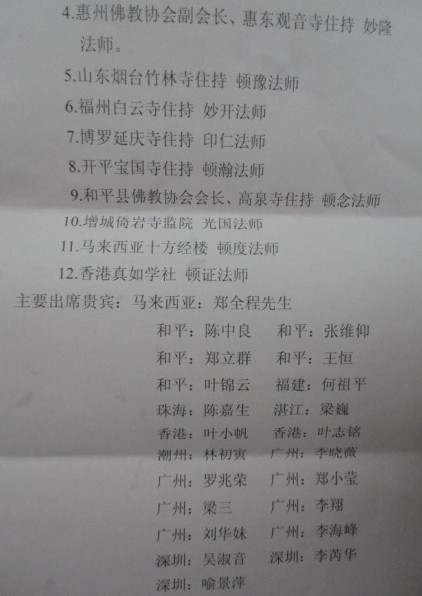 4.惠州佛教协会副会长、惠东观音寺住持 妙隆
法师。
5.山东烟台竹林寺住持 顿豫法师
6.福州白云寺住持 妙开法师
7.博罗延庆寺住持 印仁法师
8.开平宝国寺住持 顿瀚法师
9.和平县佛教协会会长、高泉寺住持 顿念法师
10.增城倚岩寺监院 光国法师
11.马来西亚十方经楼 顿度法师
12.香港真如学社 顿证法师
主要出席贵宾：马来西亚：郑全程先生
和平：陈中良 和平：张维仰
和平：郑立群 和平：王恒
和平：叶锦云 福建：何祖平
珠海：陈嘉生 湛江：梁巍
香港：叶小帆 香港：叶志铭
潮州：林初寅 广州：李晓薇
广州：罗兆荣 广州：郑小莹
广州：梁三 广州：李翔
广州：刘华妹 广州：李海峰
深圳：吴淑音 深圳：李芮华
深圳：喻景萍